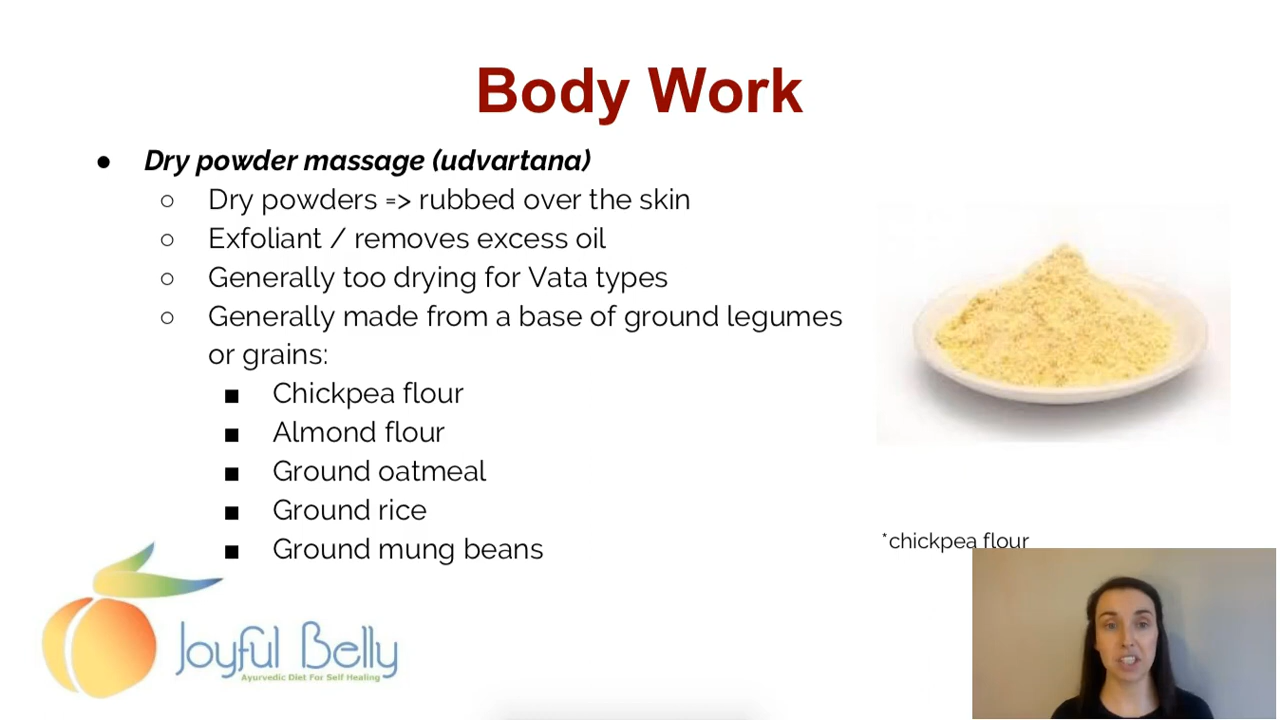 Body Work
● Dry powder massage (udvartana)
○ Dry powders => rubbed over the skin
○ Exfoliant / removes excess oil
○ Generally too drying for Vata types
○ Generally made from a base of ground legumes
or grains:
■ Chickpea flour
■ Almond flour
■ Ground oatmeal
■ Ground rice
■ Ground mung beans
*chickpea flour
Joyful Belly
Ayurvedic Diet For Self Healing